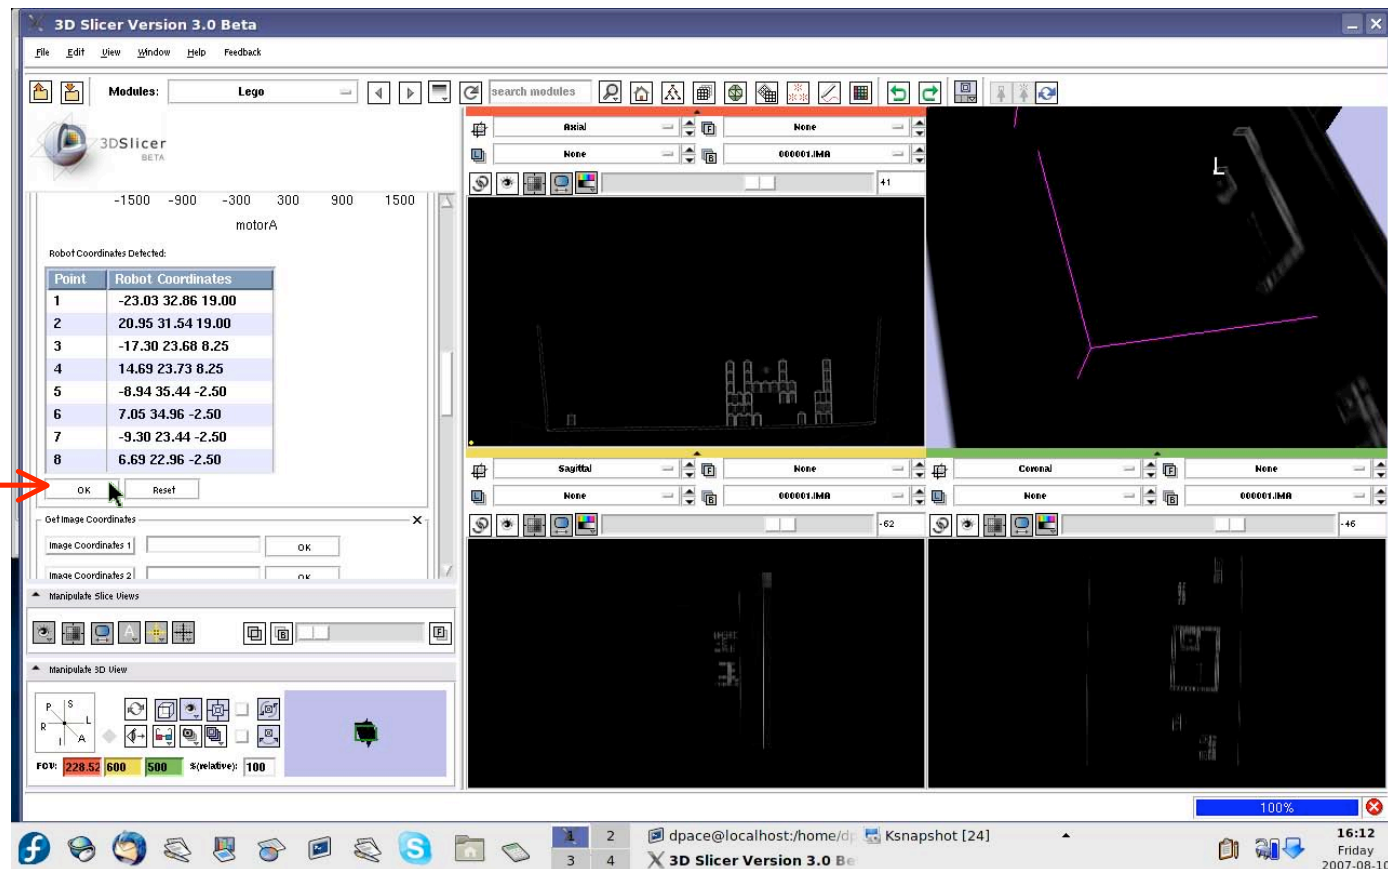 3D Slicer Version 3.0 Beta
File Edit View Window Help Feedback
Modules: Lego search modules
3DSlicer
BETA
-1500 -900 -300 300 900 1500
motorA
Robot Coordinates Detected:
Point Robot Coordinates
1 -23.03 32.86 19.00
2 20.95 31.54 19.00
3 -17.30 23.68 8.25
4 14.69 23.73 8.25
5 -8.94 35.44 -2.50
6 7.05 34.96 -2.50
7 -9.30 23.44 -2.50
8 6.69 22.96 -2.50
OK Reset
Get Image Coordinates X
Image Coordinates 1 OK
Image Coordinates 2 OK
Manipulate Slice Views
A B F
Manipulate 3D View
P S
R L
I A
FOV: 228.52 600 500 %(relative): 100
Axial F None
None B 000001.IMA
41
L
Sagittal F None
None B 000001.IMA
-62
Coronal F None
None B 000001.IMA
-46
100%
1 2
3 4
dpace@localhost:/home/dp
Ksnapshot [24]
3D Slicer Version 3.0 Be
16:12
Friday
2007-08-10